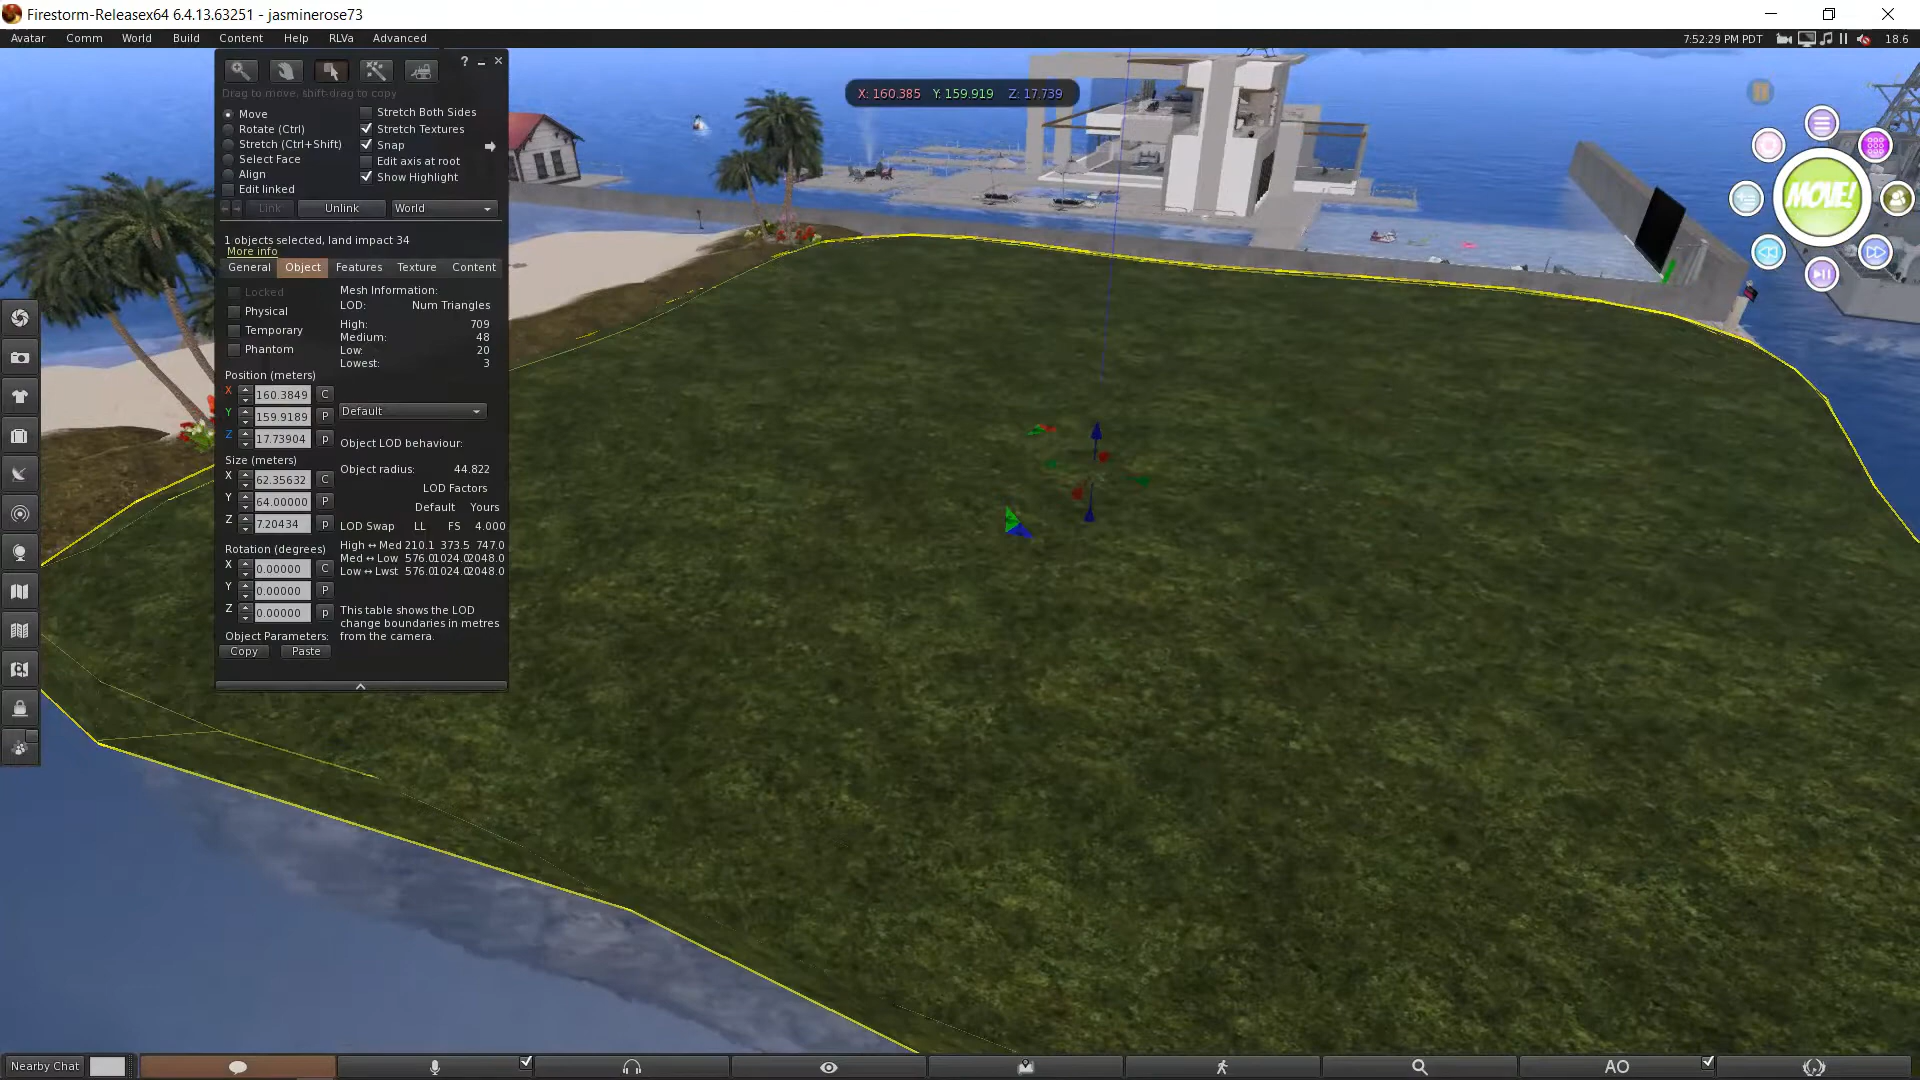 Firestorm-Releasex64 6.4.13.63251 - jasminerose73
Avatar Comm World Build Content Help RLVa Advanced
7:52:29 PM PDT
18.6
?
Drag to move, shift-drag to copy
Move
Rotate (Ctrl)
Stretch (Ctrl+Shift)
Select Face
Align
Edit linked
Stretch Both Sides
Stretch Textures
Snap
Edit axis at root
Show Highlight
Link Unlink World
1 objects selected, land impact 34
More info
General Object Features Texture Content
Locked
Physical
Temporary
Phantom
Mesh Information:
LOD: Num Triangles
High: 709
Medium: 48
Low: 20
Lowest: 3
Position (meters)
X 160.3849 C
Y 159.9189 P
Z 17.73904 p
Default
Object LOD behaviour:
Size (meters)
X 62.35632 C
Y 64.00000 P
Z 7.20434 p
Object radius: 44.822
LOD Factors
Default Yours
LOD Swap LL FS 4.000
High ↔ Med 210.1 373.5 747.0
Med ↔ Low 576.0 1024.0 2048.0
Low ↔ Lwst 576.0 1024.0 2048.0
Rotation (degrees)
X 0.00000 C
Y 0.00000 P
Z 0.00000 p
This table shows the LOD
change boundaries in metres
from the camera.
Object Parameters:
Copy Paste
X: 160.385 Y: 159.919 Z: 17.739
MOVE!
Nearby Chat
AO